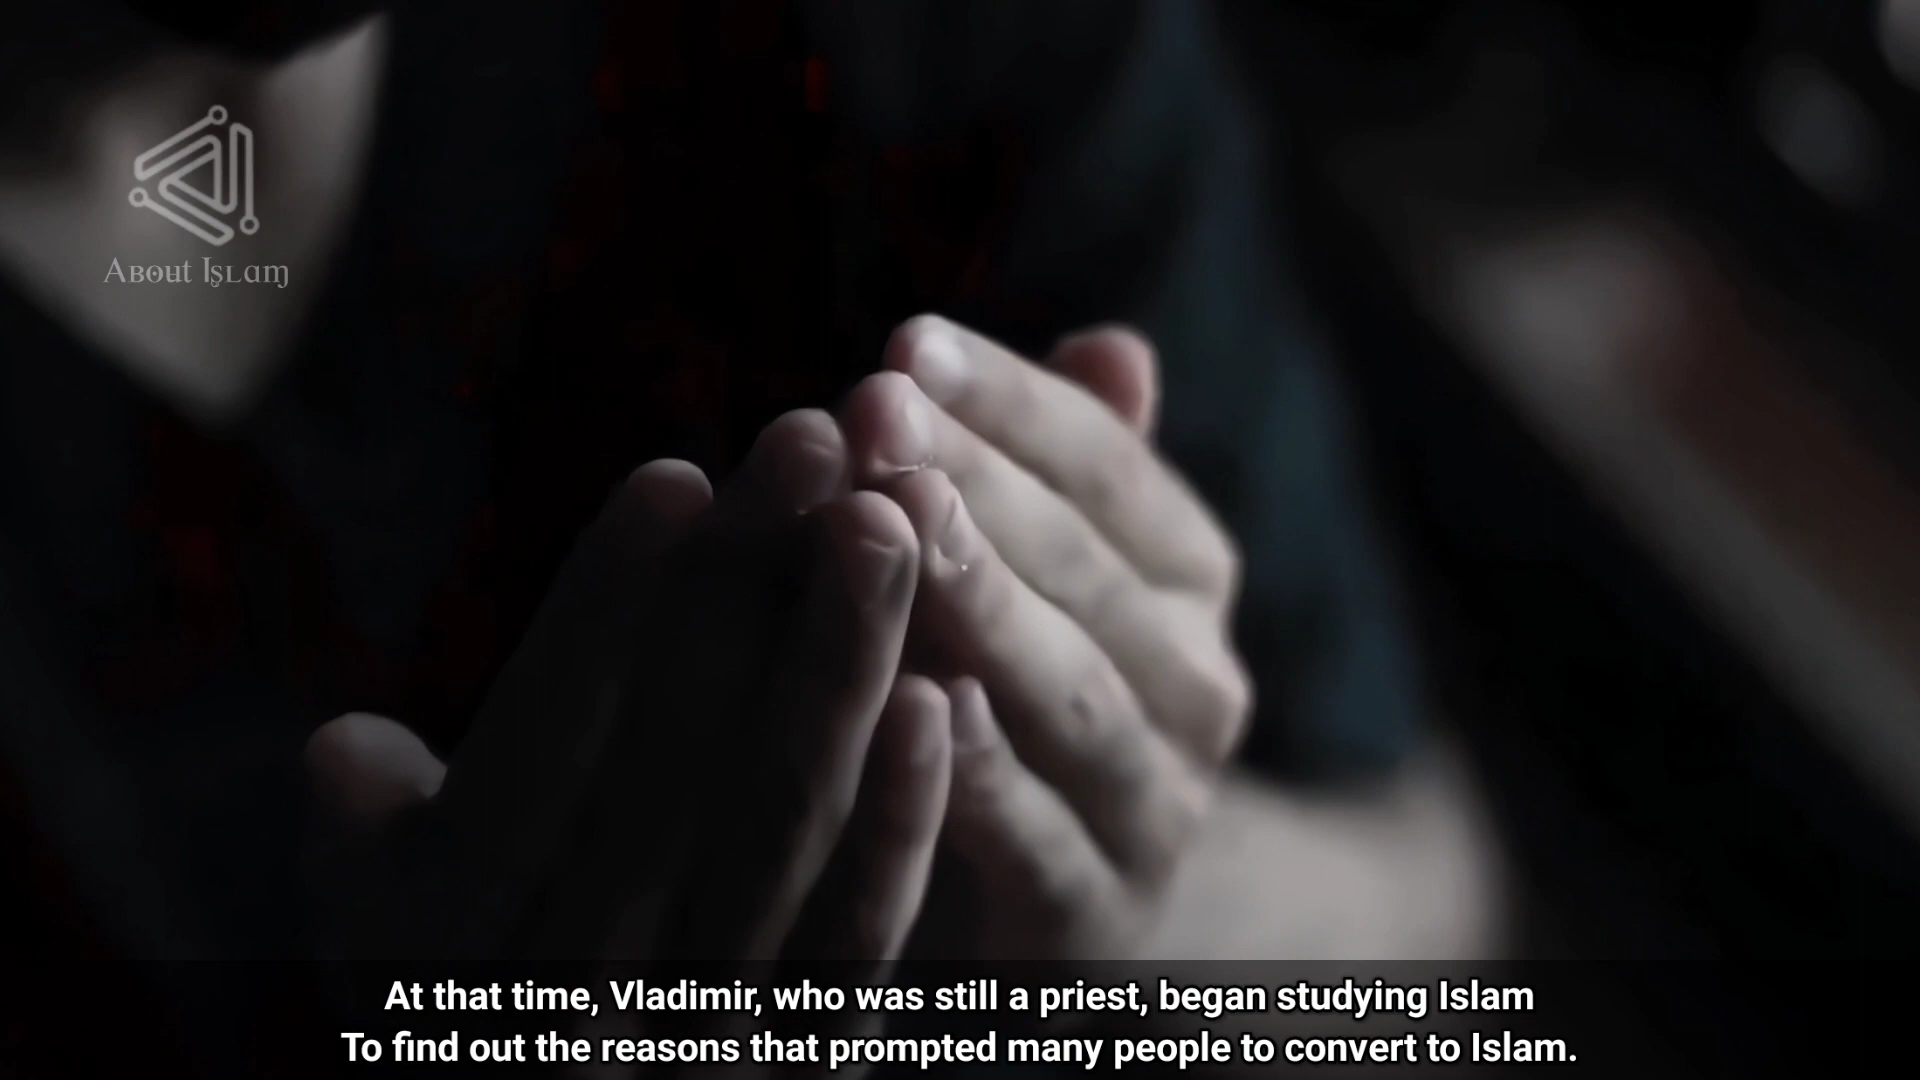 About Islam
At that time, Vladimir, who was still a priest, began studying Islam
To find out the reasons that prompted many people to convert to Islam.